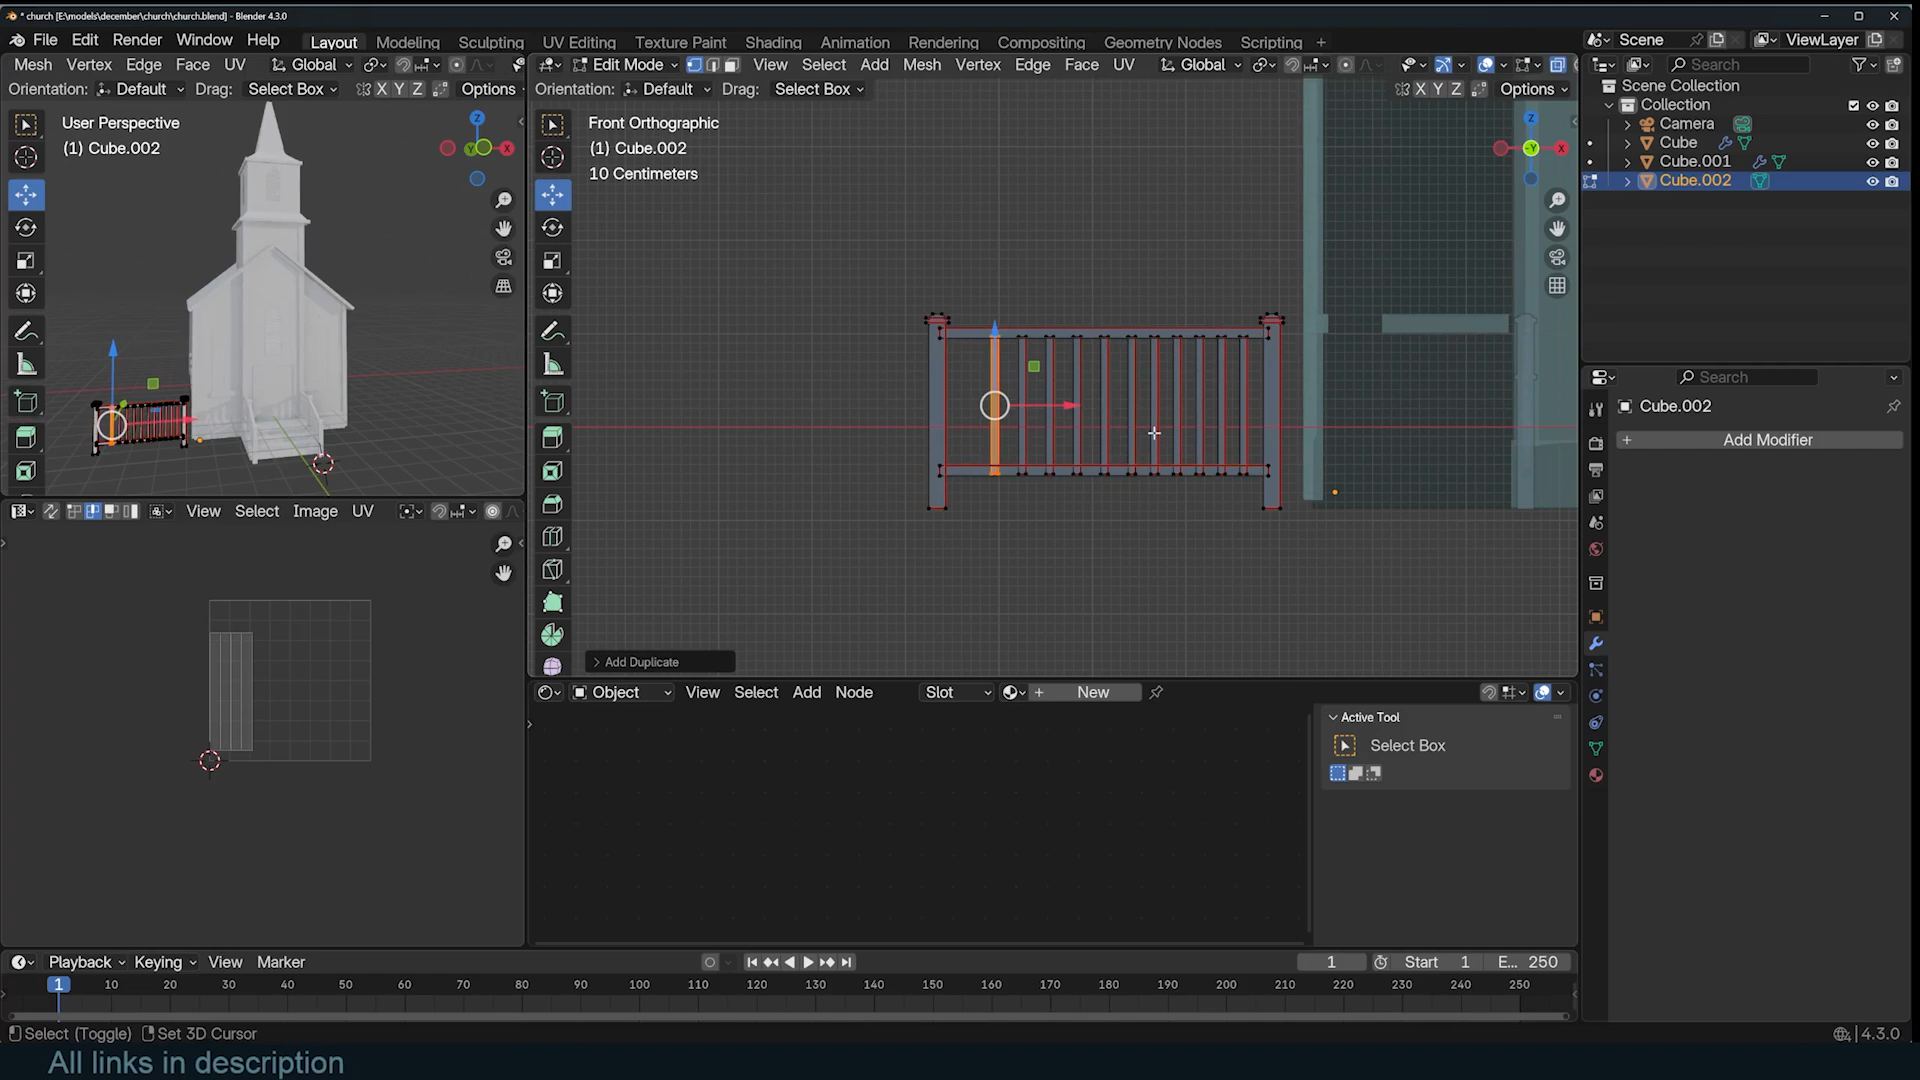 * church [E:\models\december\church\church.blend] - Blender 4.3.0
File Edit Render Window Help Layout Modeling Sculpting UV Editing Texture Paint Shading Animation Rendering Compositing Geometry Nodes Scripting + Scene ViewLayer
Mesh Vertex Edge Face UV Global Edit Mode View Select Add Mesh Vertex Edge Face UV Global Search
Orientation: Default Drag: Select Box X Y Z Options Orientation: Default Drag: Select Box X Y Z Options
Scene Collection
Collection
Camera
Cube
Cube.001
Cube.002
User Perspective
(1) Cube.002
Z
Y
X
Front Orthographic
(1) Cube.002
10 Centimeters
Z
-Y
X
Search
Cube.002
+ Add Modifier
View Select Image UV
> Add Duplicate
Object View Select Add Node Slot + New
Active Tool
Select Box
Playback Keying View Marker 1 Start 1 E... 250
1 10 20 30 40 50 60 70 80 90 100 110 120 130 140 150 160 170 180 190 200 210 220 230 240 250
Select (Toggle) Set 3D Cursor 4.3.0
All links in description